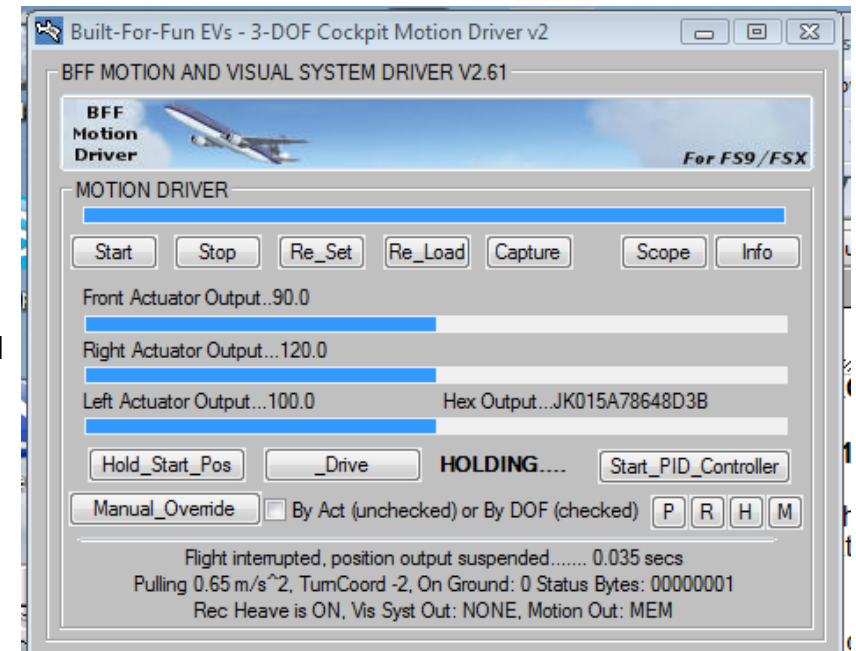 Built-For-Fun EVs - 3-DOF Cockpit Motion Driver v2
BFF MOTION AND VISUAL SYSTEM DRIVER V2.61
BFF
Motion
Driver
For FS9/FSX
MOTION DRIVER
Start Stop Re_Set Re_Load Capture Scope Info
Front Actuator Output..90.0
Right Actuator Output...120.0
Left Actuator Output...100.0 Hex Output...JK015A78648D3B
Hold_Start_Pos _Drive HOLDING.... Start_PID_Controller
Manual_Override By Act (unchecked) or By DOF (checked) P R H M
Flight interrupted, position output suspended....... 0.035 secs
Pulling 0.65 m/s^2, TurnCoord -2, On Ground: 0 Status Bytes: 00000001
Rec Heave is ON, Vis Syst Out: NONE, Motion Out: MEM